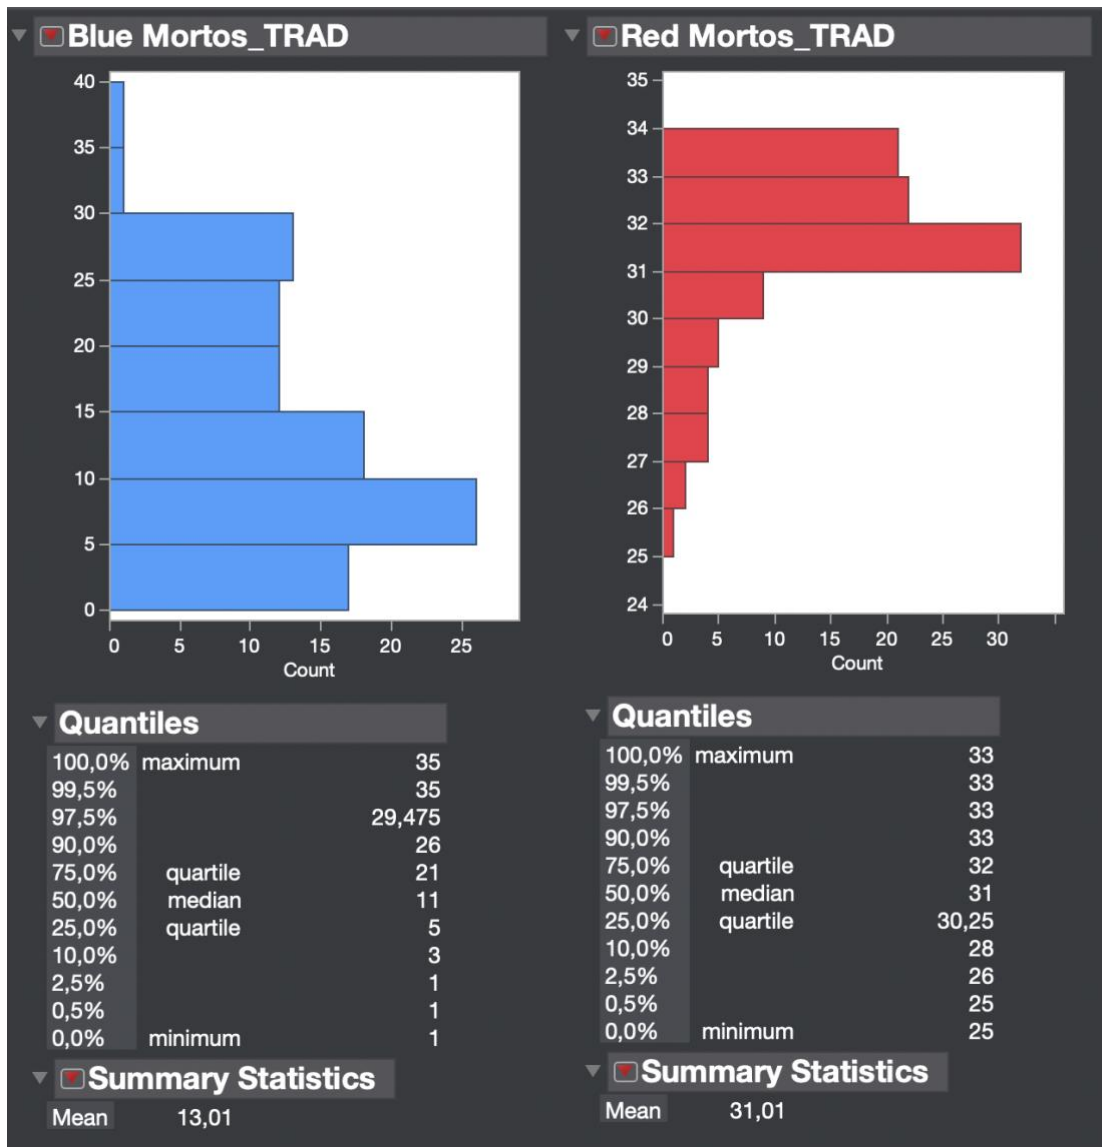 Blue Mortos_TRAD
40
35
30
25
20
15
10
5
0
0 5 10 15 20 25
Count
Quantiles
100,0% maximum 35
99,5% 35
97,5% 29,475
90,0% 26
75,0% quartile 21
50,0% median 11
25,0% quartile 5
10,0% 3
2,5% 1
0,5% 1
0,0% minimum 1
Summary Statistics
Mean 13,01
Red Mortos_TRAD
35
34
33
32
31
30
29
28
27
26
25
24
0 5 10 15 20 25 30
Count
Quantiles
100,0% maximum 33
99,5% 33
97,5% 33
90,0% 33
75,0% quartile 32
50,0% median 31
25,0% quartile 30,25
10,0% 28
2,5% 26
0,5% 25
0,0% minimum 25
Summary Statistics
Mean 31,01